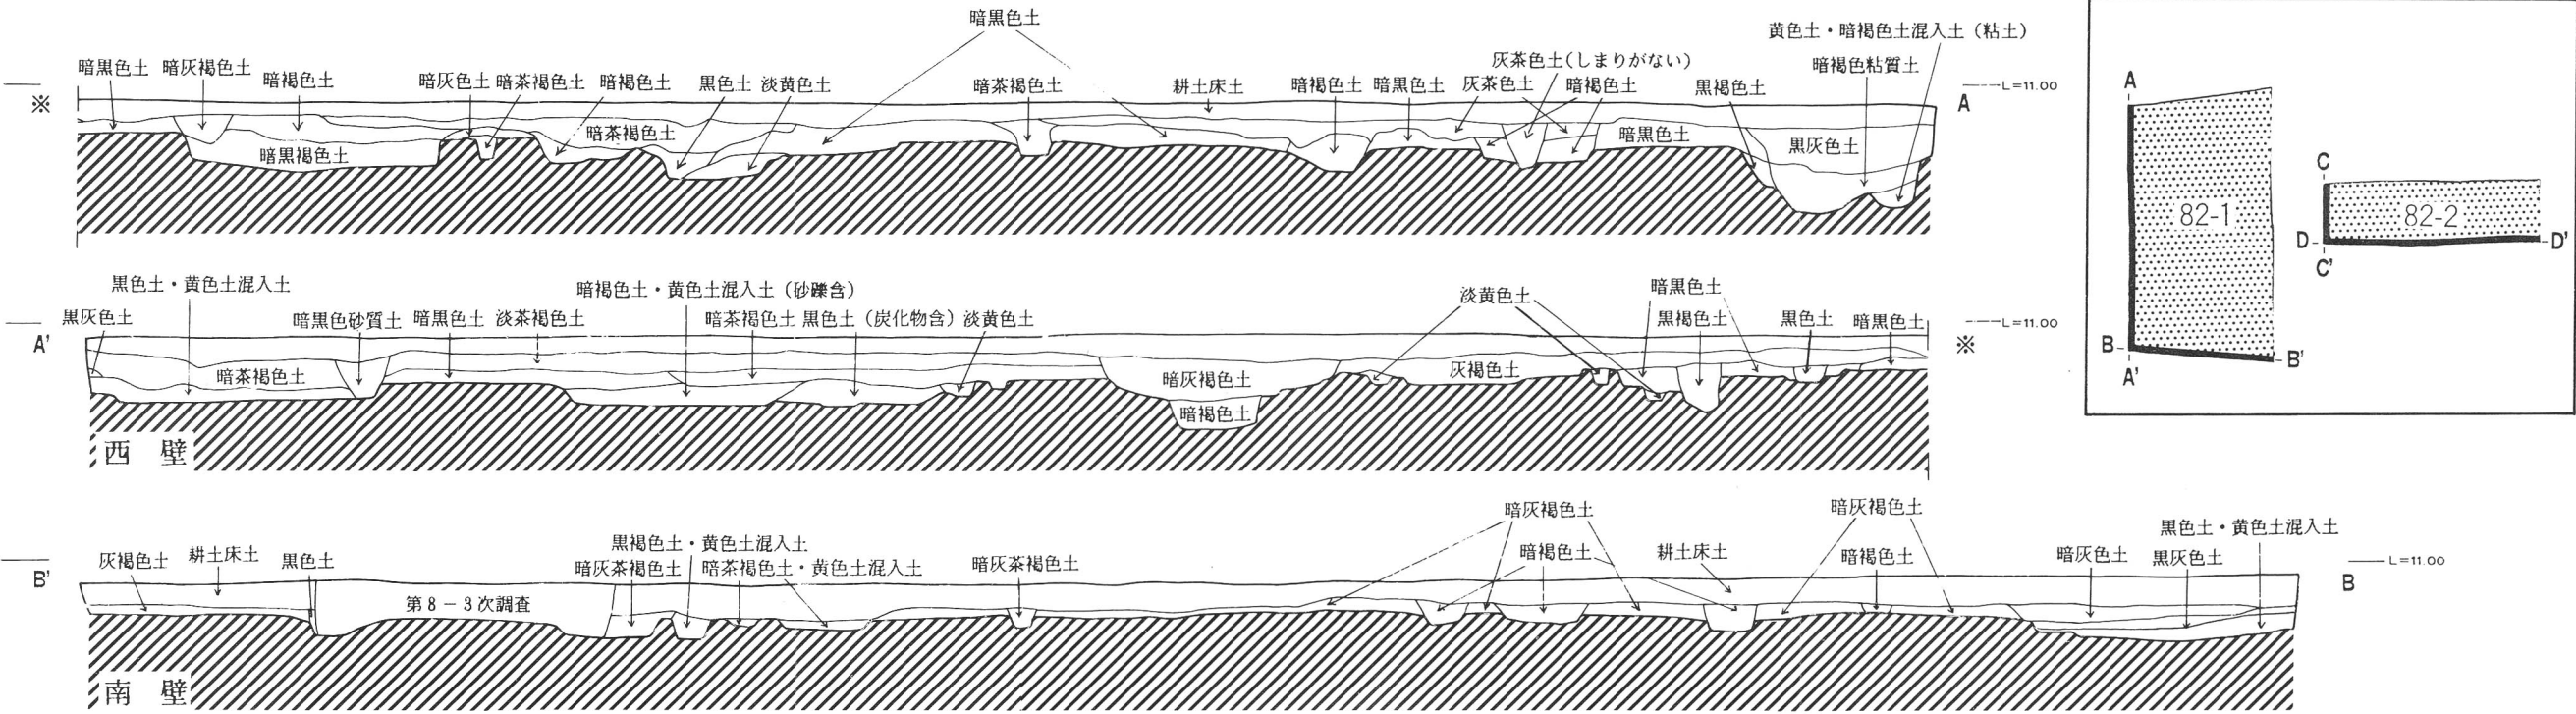 暗黒色土
黄色土・暗褐色土混入土(粘土)
灰茶色土(しまりがない)
暗褐色粘質土
暗黒色土 暗灰褐色土 暗褐色土 暗灰色土 暗茶褐色土 暗褐色土 黒色土 淡黄色土 暗茶褐色土 耕土床土 暗褐色土 暗黒色土 灰茶色土 暗褐色土 黒褐色土
L=11.00
※ A
暗茶褐色土 暗黒色土 黒灰色土
暗黒褐色土
黒色土・黄色土混入土 暗褐色土・黄色土混入土(砂礫含) 淡黄色土 暗黒色土
黒灰色土 暗黒色砂質土 暗黒色土 淡茶褐色土 暗茶褐色土 黒色土(炭化物含) 淡黄色土 黒褐色土 黒色土 暗黒色土
L=11.00
A' ※
暗茶褐色土 暗灰褐色土 灰褐色土
暗褐色土
西 壁
暗灰褐色土 暗灰褐色土
黒色土・黄色土混入土
黒褐色土・黄色土混入土
灰褐色土 耕土床土 黒色土 暗灰茶褐色土 暗茶褐色土・黄色土混入土 暗灰茶褐色土 暗褐色土 耕土床土 暗褐色土 暗灰色土 黒灰色土
L=11.00
B' B
第8-3次調査
南 壁
A
82-1
B
A'
B'
C
82-2
D
D'
C'